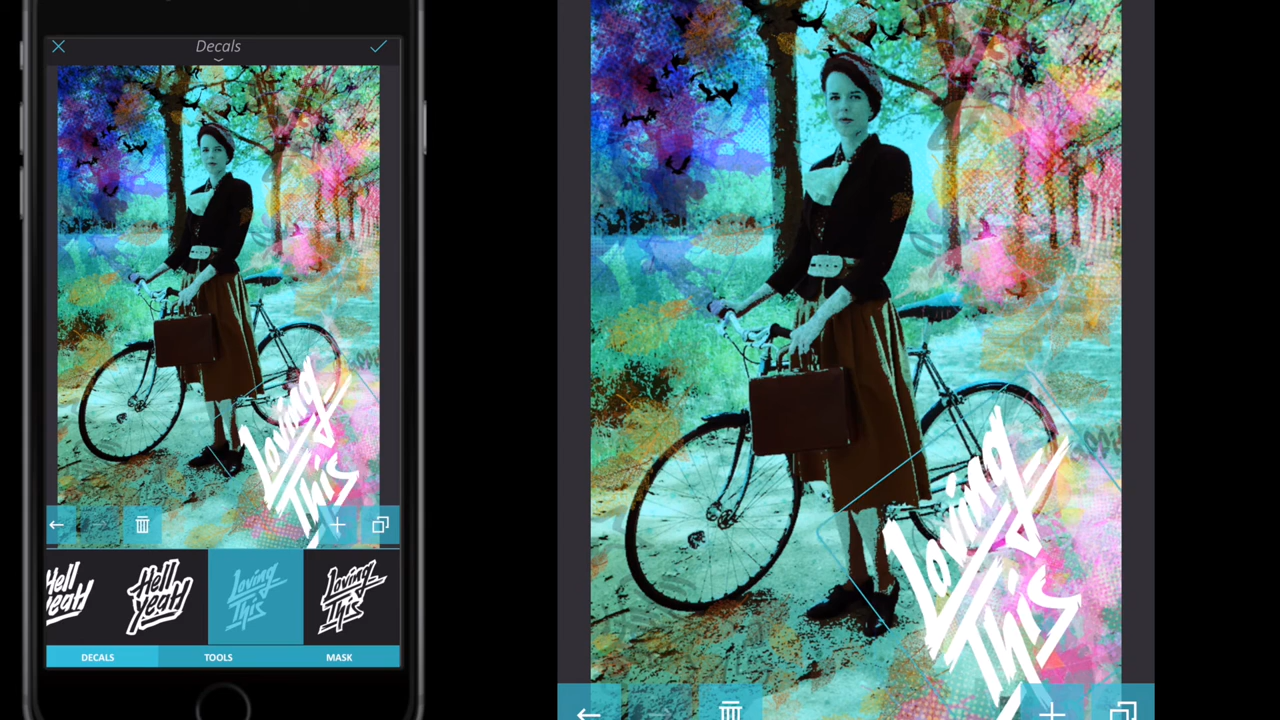 Decals
Loving
This
Hell
yeaH
Hell
yeaH
Loving
This
Loving
This
DECALS
TOOLS
MASK
Loving
This